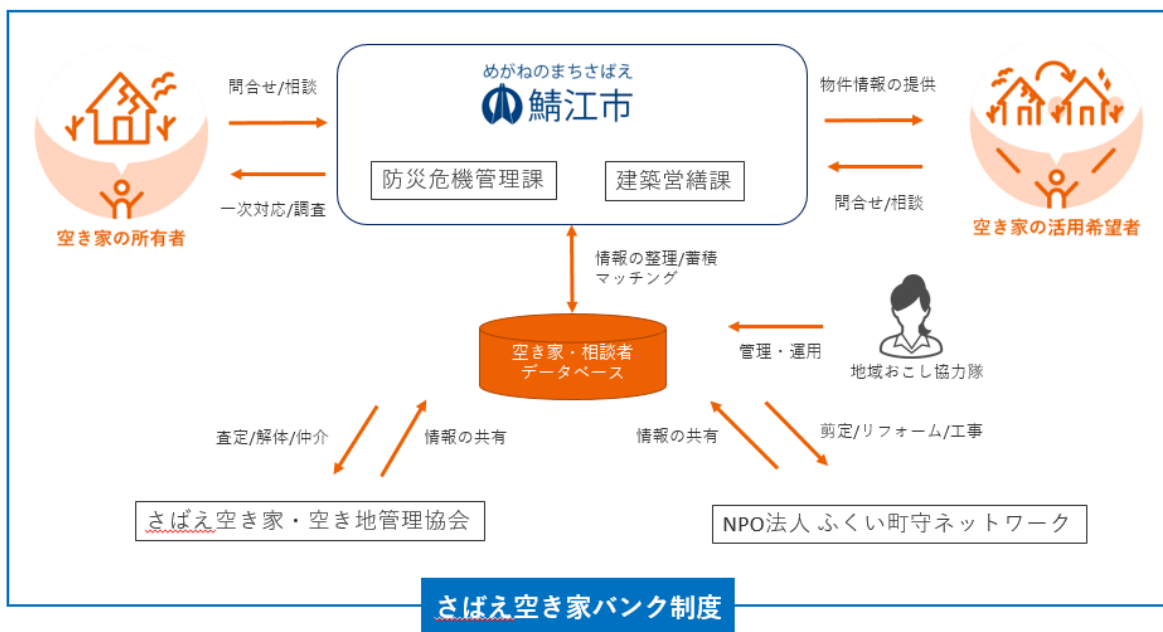 めがねのまちさばえ
鯖江市
防災危機管理課
建築営繕課
問合せ/相談
一次対応/調査
空き家の所有者
物件情報の提供
問合せ/相談
空き家の活用希望者
情報の整理/蓄積
マッチング
空き家・相談者
データベース
管理・運用
地域おこし協力隊
査定/解体/仲介
情報の共有
情報の共有
剪定/リフォーム/工事
さばえ空き家・空き地管理協会
NPO法人 ふくい町守ネットワーク
さばえ空き家バンク制度